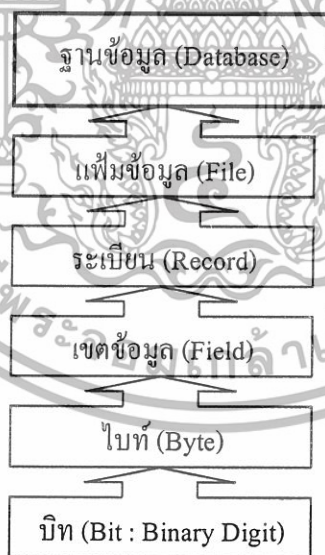 ฐานข้อมูล (Database)
แฟ้มข้อมูล (File)
ระเบียน (Record)
เขตข้อมูล (Field)
ไบท์ (Byte)
บิท (Bit : Binary Digit)